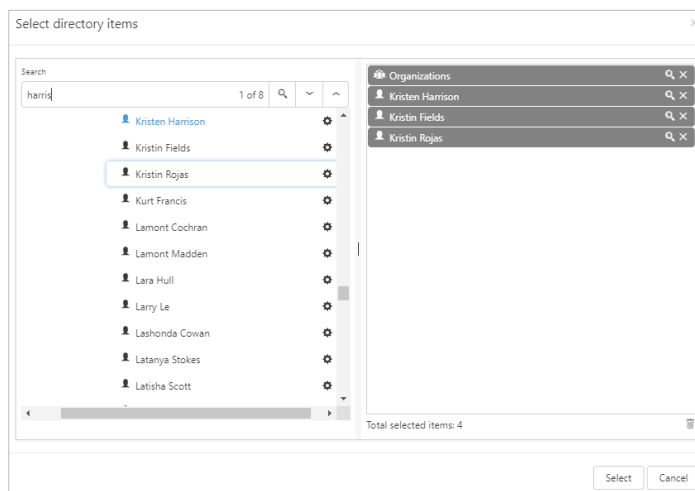 Select directory items
Search
harris 1 of 8
Kristen Harrison
Kristin Fields
Kristin Rojas
Kurt Francis
Lamont Cochran
Lamont Madden
Lara Hull
Larry Le
Lashonda Cowan
Latanya Stokes
Latisha Scott
Organizations
Kristen Harrison
Kristin Fields
Kristin Rojas
Total selected items: 4
Select Cancel